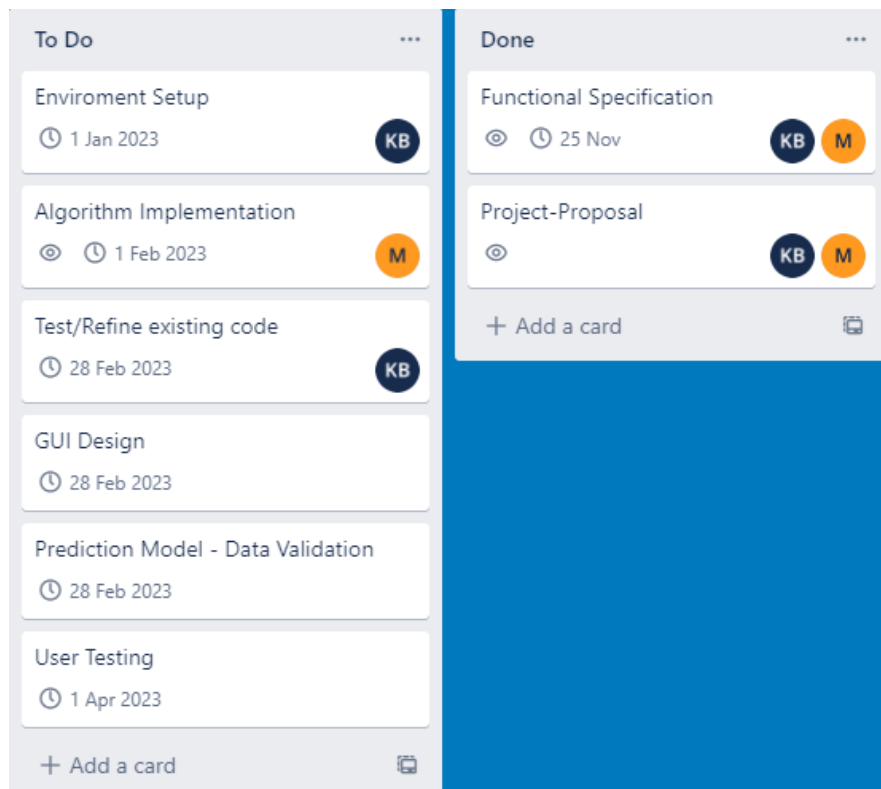 To Do
Enviroment Setup
1 Jan 2023
KB
Algorithm Implementation
1 Feb 2023
M
Test/Refine existing code
28 Feb 2023
KB
GUI Design
28 Feb 2023
Prediction Model - Data Validation
28 Feb 2023
User Testing
1 Apr 2023
+ Add a card
Done
Functional Specification
25 Nov
KB M
Project-Proposal
KB M
+ Add a card